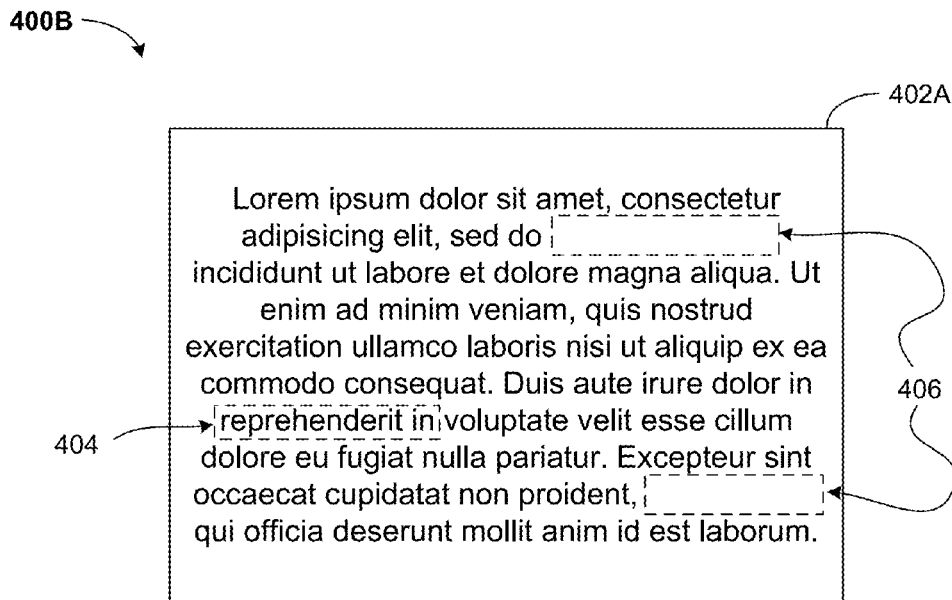 400B
402A
Lorem ipsum dolor sit amet, consectetur
adipisicing elit, sed do
incididunt ut labore et dolore magna aliqua. Ut
enim ad minim veniam, quis nostrud
exercitation ullamco laboris nisi ut aliquip ex ea
commodo consequat. Duis aute irure dolor in
406
reprehenderit in voluptate velit esse cillum
404
dolore eu fugiat nulla pariatur. Excepteur sint
occaecat cupidatat non proident,
qui officia deserunt mollit anim id est laborum.